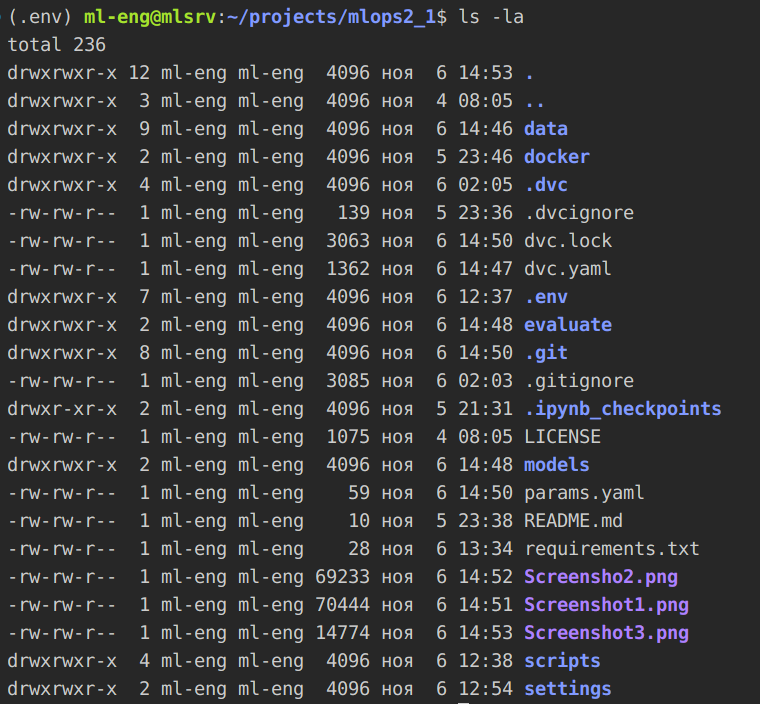 (.env) ml-eng@mlsrv:~/projects/mlops2_1$ ls -la
total 236
drwxrwxr-x 12 ml-eng ml-eng  4096 ноя  6 14:53 .
drwxrwxr-x  3 ml-eng ml-eng  4096 ноя  4 08:05 ..
drwxrwxr-x  9 ml-eng ml-eng  4096 ноя  6 14:46 data
drwxrwxr-x  2 ml-eng ml-eng  4096 ноя  5 23:46 docker
drwxrwxr-x  4 ml-eng ml-eng  4096 ноя  6 02:05 .dvc
-rw-rw-r--  1 ml-eng ml-eng   139 ноя  5 23:36 .dvcignore
-rw-rw-r--  1 ml-eng ml-eng  3063 ноя  6 14:50 dvc.lock
-rw-rw-r--  1 ml-eng ml-eng  1362 ноя  6 14:47 dvc.yaml
drwxrwxr-x  7 ml-eng ml-eng  4096 ноя  6 12:37 .env
drwxrwxr-x  2 ml-eng ml-eng  4096 ноя  6 14:48 evaluate
drwxrwxr-x  8 ml-eng ml-eng  4096 ноя  6 14:50 .git
-rw-rw-r--  1 ml-eng ml-eng  3085 ноя  6 02:03 .gitignore
drwxr-xr-x  2 ml-eng ml-eng  4096 ноя  5 21:31 .ipynb_checkpoints
-rw-rw-r--  1 ml-eng ml-eng  1075 ноя  4 08:05 LICENSE
drwxrwxr-x  2 ml-eng ml-eng  4096 ноя  6 14:48 models
-rw-rw-r--  1 ml-eng ml-eng    59 ноя  6 14:50 params.yaml
-rw-rw-r--  1 ml-eng ml-eng    10 ноя  5 23:38 README.md
-rw-rw-r--  1 ml-eng ml-eng    28 ноя  6 13:34 requirements.txt
-rw-rw-r--  1 ml-eng ml-eng 69233 ноя  6 14:52 Screensho2.png
-rw-rw-r--  1 ml-eng ml-eng 70444 ноя  6 14:51 Screenshot1.png
-rw-rw-r--  1 ml-eng ml-eng 14774 ноя  6 14:53 Screenshot3.png
drwxrwxr-x  4 ml-eng ml-eng  4096 ноя  6 12:38 scripts
drwxrwxr-x  2 ml-eng ml-eng  4096 ноя  6 12:54 settings